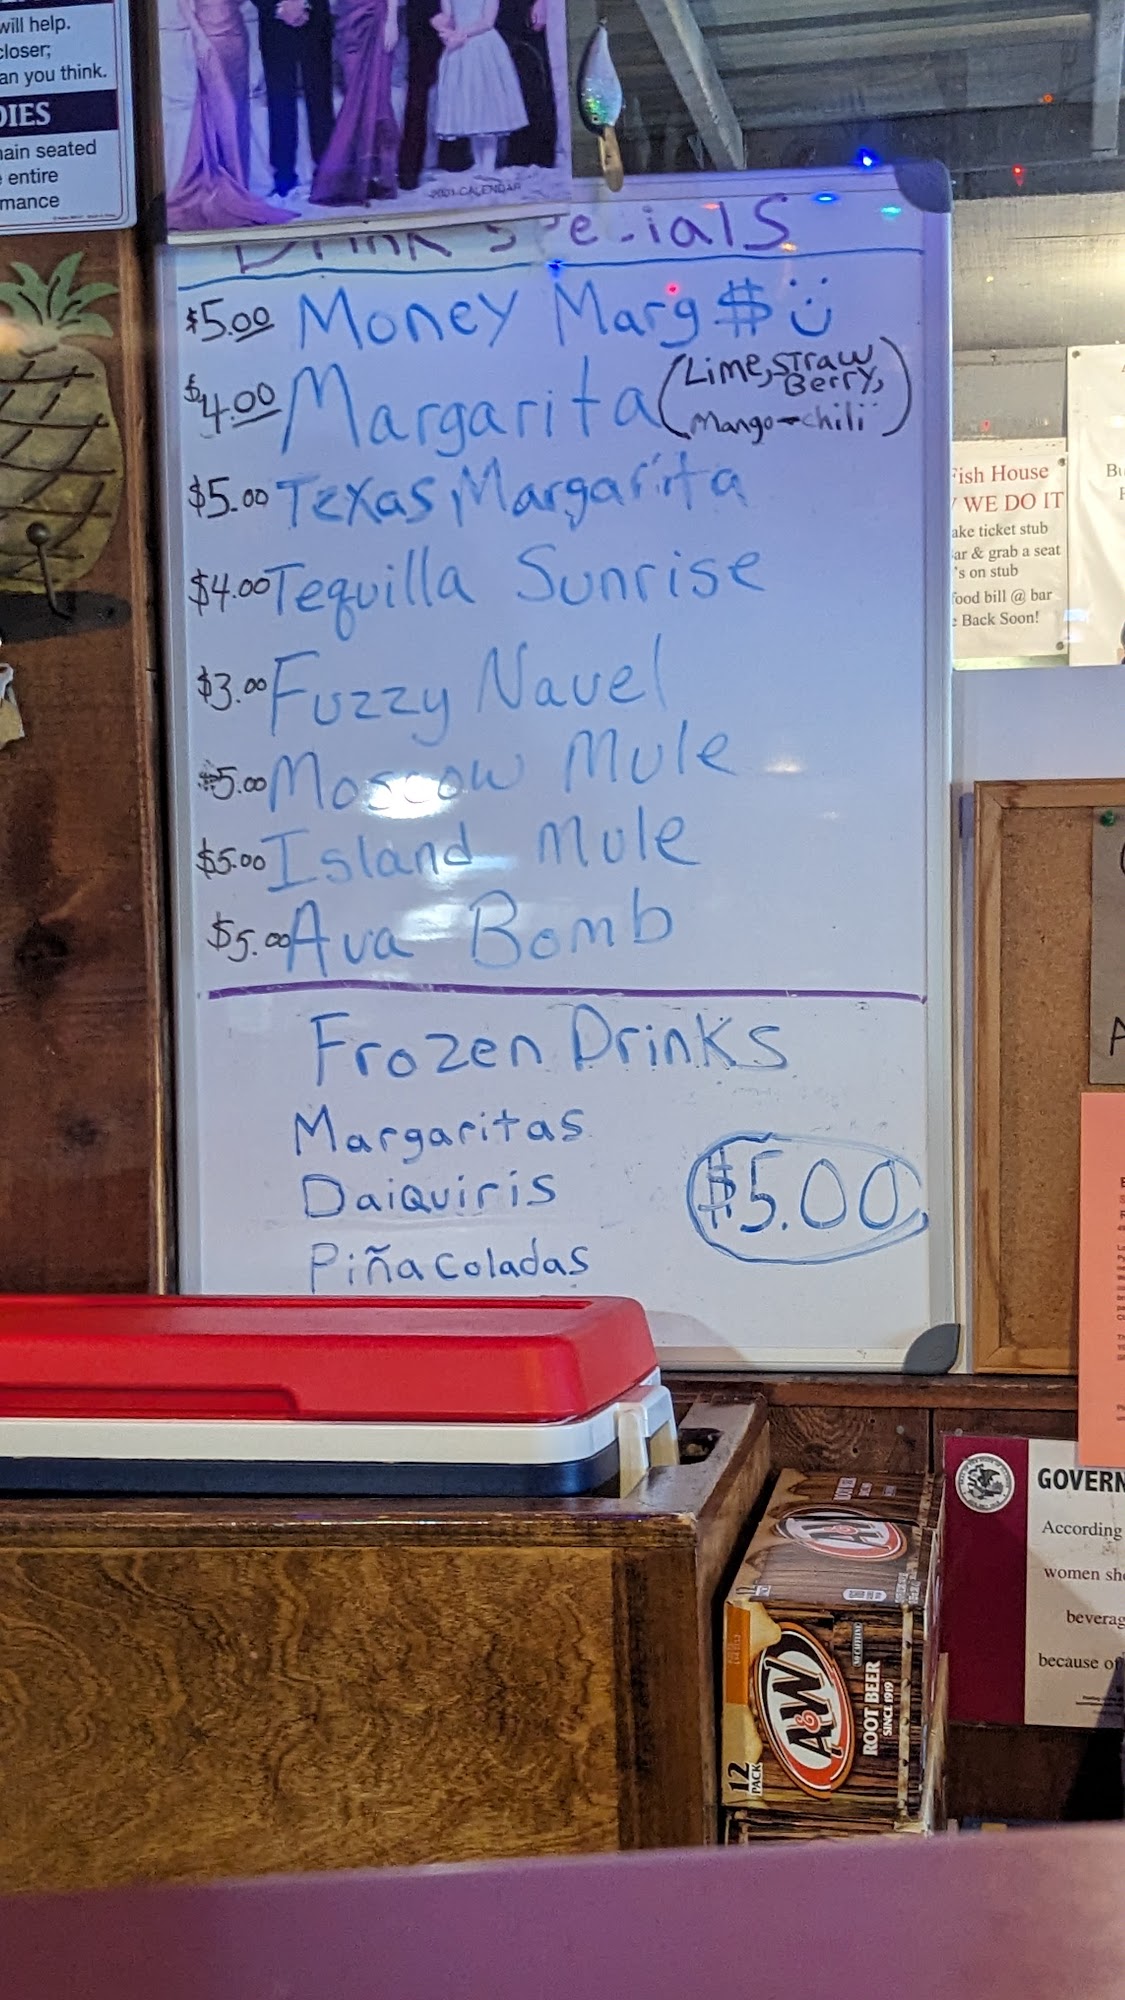 will help.
closer;
an you think.
DIES
main seated
entire
mance
2021 CALENDAR
Drink Specials
$5.00 Money Marg $
$4.00 Margarita (Lime, Straw
Berry,
Mango-chili)
$5.00 Texas Margarita
$4.00 Tequilla Sunrise
$3.00 Fuzzy Navel
$5.00 Moscow Mule
$5.00 Island Mule
$5.00 Ava Bomb
Frozen Drinks
Margaritas
Daiquiris
Piña Coladas
$5.00
Fish House
WE DO IT
ake ticket stub
ar & grab a seat
's on stub
food bill @ bar
Back Soon!
GOVERN
According
women sho
beverag
because of
A&W
ROOT BEER
SINCE 1919
12
PACK